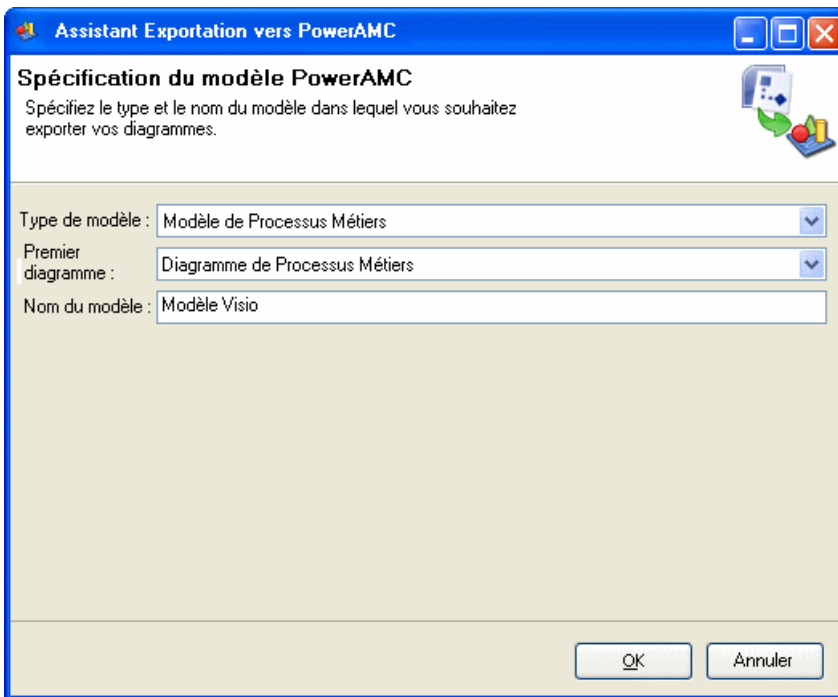 Assistant Exportation vers PowerAMC
Spécification du modèle PowerAMC
Spécifiez le type et le nom du modèle dans lequel vous souhaitez
exporter vos diagrammes.
Type de modèle : Modèle de Processus Métiers
Premier
diagramme : Diagramme de Processus Métiers
Nom du modèle : Modèle Visio
OK Annuler